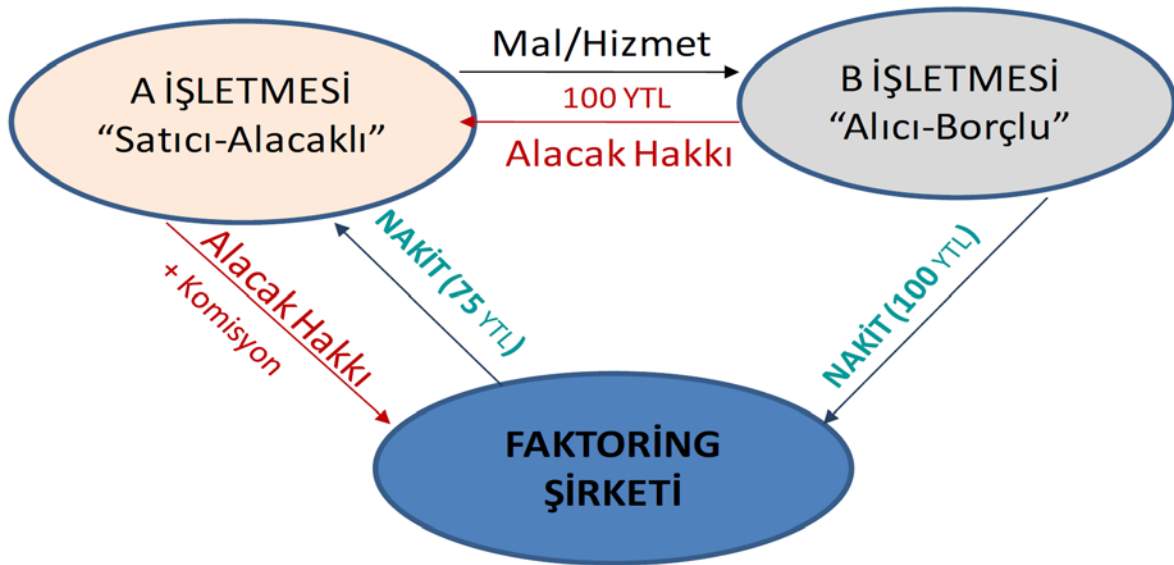 A İŞLETMESİ
“Satıcı-Alacaklı”
Mal/Hizmet
100 YTL
Alacak Hakkı
B İŞLETMESİ
“Alıcı-Borçlu”
Alacak Hakkı
+ Komisyon
NAKİT (75 YTL)
NAKİT (100 YTL)
FAKTORİNG
ŞİRKETİ